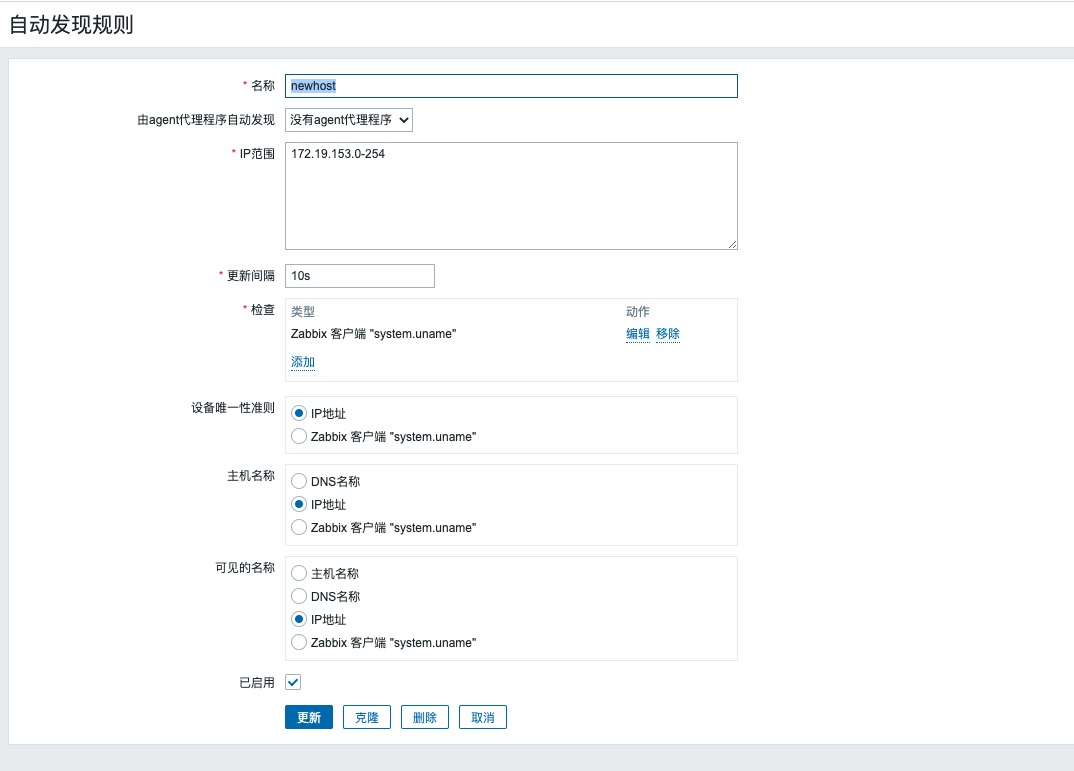 自动发现规则
* 名称 newhost
由agent代理程序自动发现 没有agent代理程序
* IP范围 172.19.153.0-254
* 更新间隔 10s
* 检查 类型 动作
Zabbix 客户端 "system.uname" 编辑 移除
添加
设备唯一性准则 IP地址
Zabbix 客户端 "system.uname"
主机名称 DNS名称
IP地址
Zabbix 客户端 "system.uname"
可见的名称 主机名称
DNS名称
IP地址
Zabbix 客户端 "system.uname"
已启用
更新 克隆 删除 取消